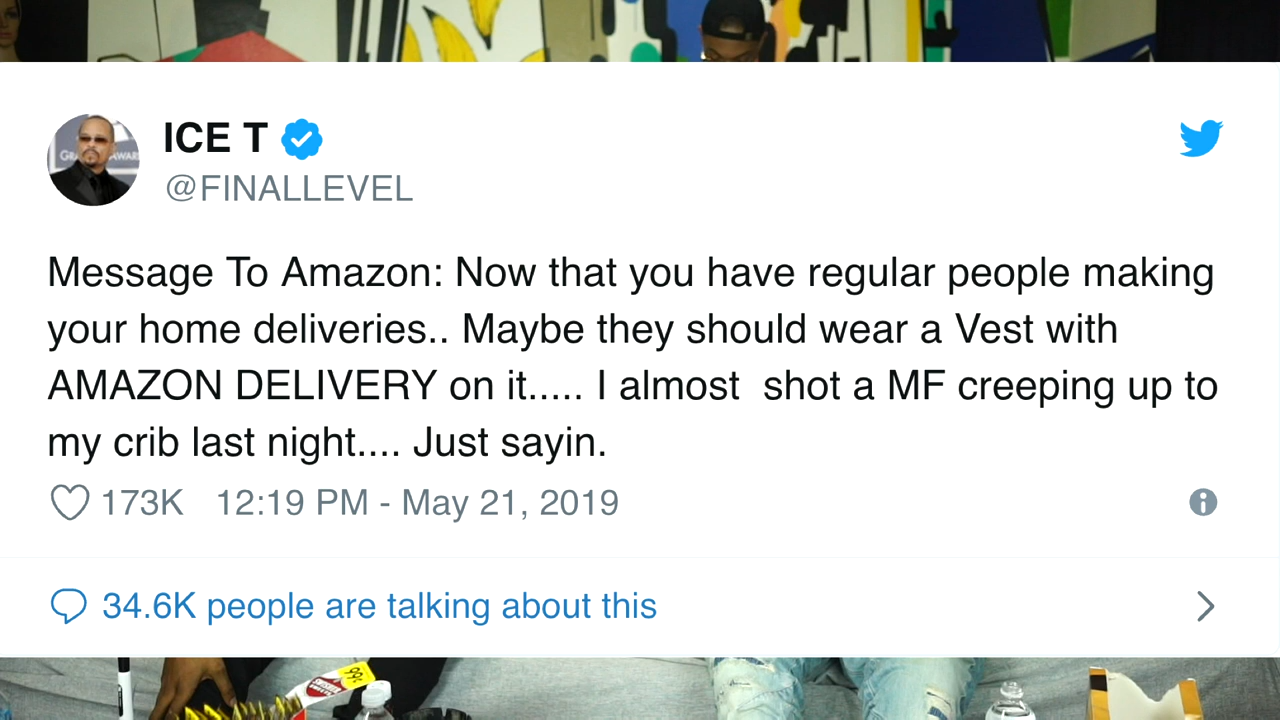 ICE T
@FINALLEVEL
Message To Amazon: Now that you have regular people making
your home deliveries.. Maybe they should wear a Vest with
AMAZON DELIVERY on it..... I almost  shot a MF creeping up to
my crib last night.... Just sayin.
173K 12:19 PM - May 21, 2019
34.6K people are talking about this
99¢